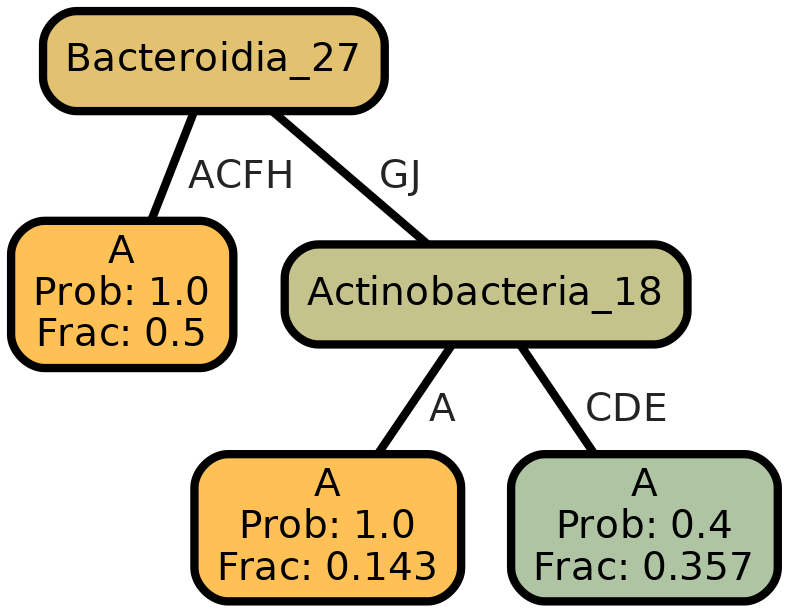 Bacteroidia_27
ACFH
GJ
A
Prob: 1.0
Frac: 0.5
Actinobacteria_18
A
CDE
A
Prob: 1.0
Frac: 0.143
A
Prob: 0.4
Frac: 0.357